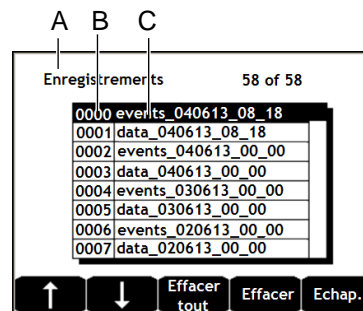 A B C
Enregistrements 58 of 58
0000 events_040613_08_18
0001 data_040613_08_18
0002 events_040613_00_00
0003 data_040613_00_00
0004 events_030613_00_00
0005 data_030613_00_00
0006 events_020613_00_00
0007 data_020613_00_00
↑ ↓ Effacer tout Effacer Echap.